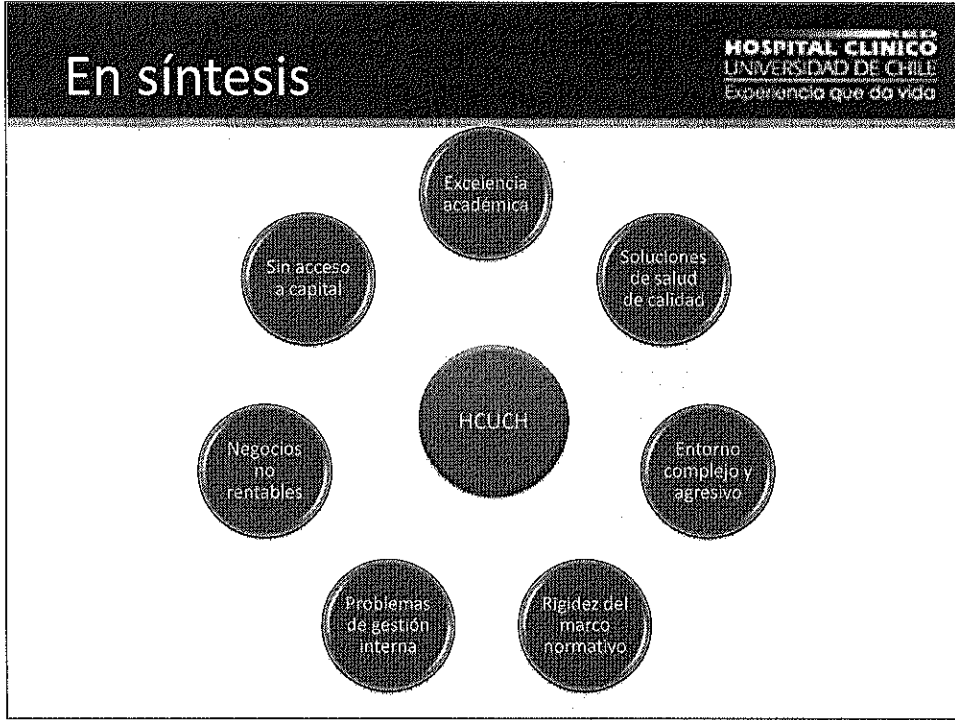 En síntesis
HOSPITAL CLÍNICO
UNIVERSIDAD DE CHILE
Experiencia que da vida
Excelencia
académica
Soluciones
de salud
de calidad
Entorno
complejo y
agresivo
Rigidez del
marco
normativo
Problemas
de gestión
interna
Negocios
no
rentables
Sin acceso
a capital
HCUCH